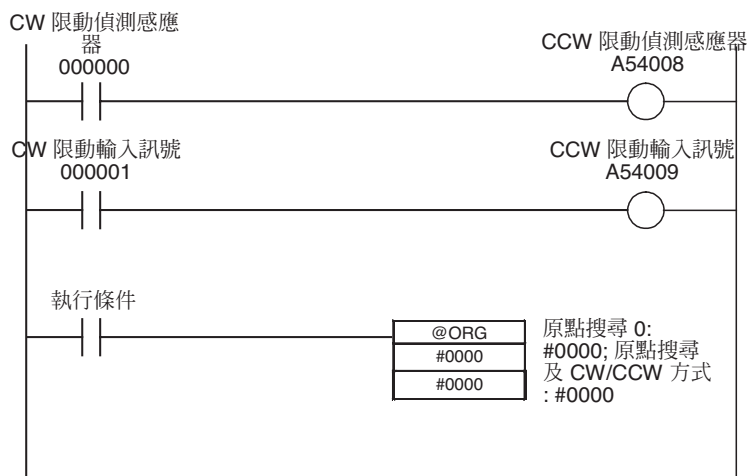 CW 限動偵測感應
器
000000
CCW 限動偵測感應器
A54008
CW 限動輸入訊號
000001
CCW 限動輸入訊號
A54009
執行條件
@ORG
#0000
#0000
原點搜尋 0:
#0000; 原點搜尋
及 CW/CCW 方式
: #0000